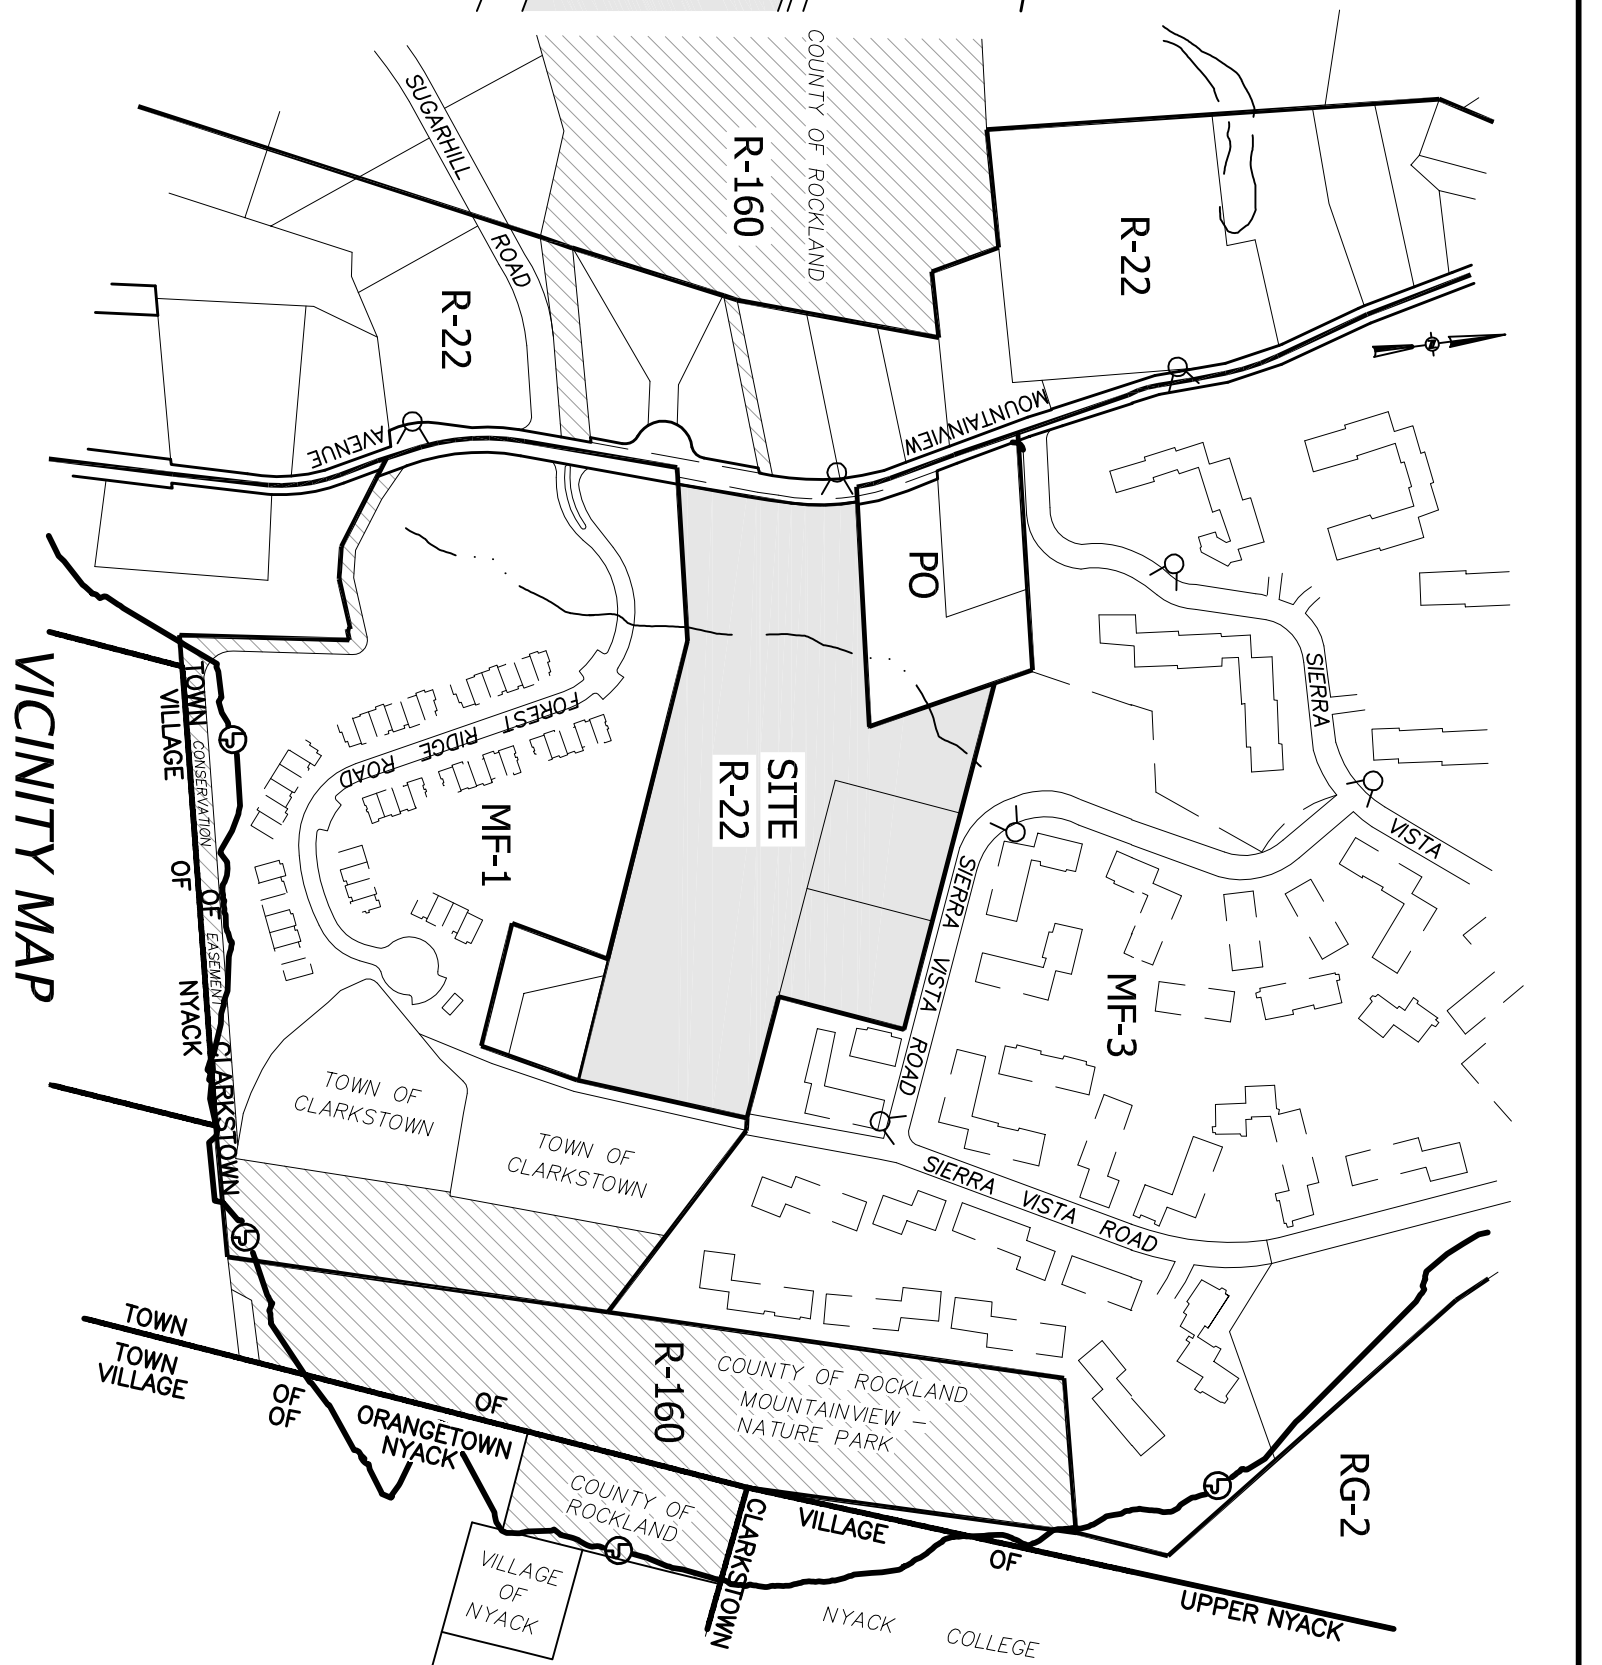 COUNTY OF ROCKLAND
R-160
SUGARHILL
ROAD
R-22
R-22
MOUNTAINVIEW
AVENUE
PO
SIERRA
VISTA
SITE
R-22
FOREST
RIDGE
ROAD
MF-1
SIERRA
VISTA
ROAD
MF-3
TOWN
VILLAGE
CONSERVATION
OF
OF
EASEMENT
NYACK
CLARKSTOWN
VICINITY MAP
TOWN OF
CLARKSTOWN
TOWN OF
CLARKSTOWN
SIERRA VISTA ROAD
TOWN
TOWN
VILLAGE
OF
OF
OF
ORANGETOWN
NYACK
R-160
COUNTY OF ROCKLAND
MOUNTAINVIEW –
NATURE PARK
RG-2
COUNTY OF
ROCKLAND
CLARKSTOWN
VILLAGE
OF
UPPER NYACK
VILLAGE
OF
NYACK
NYACK COLLEGE